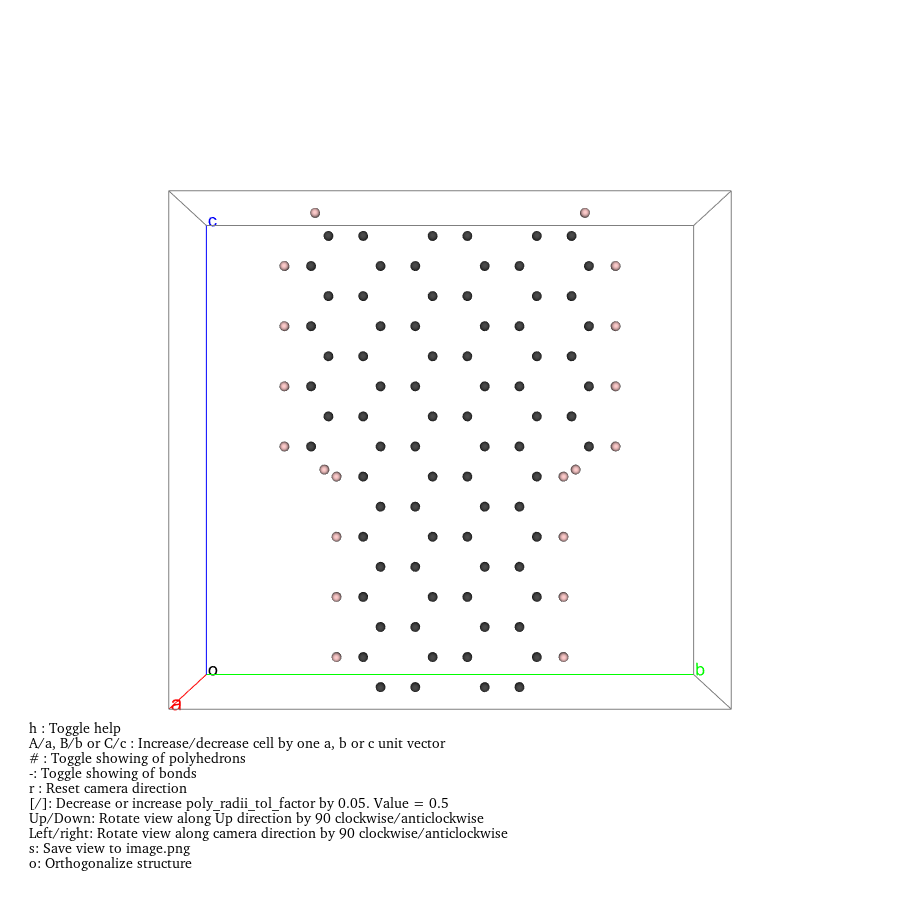 c
o
b
a
h : Toggle help
A/a, B/b or C/c : Increase/decrease cell by one a, b or c unit vector
# : Toggle showing of polyhedrons
-: Toggle showing of bonds
r : Reset camera direction
[/]: Decrease or increase poly_radii_tol_factor by 0.05. Value = 0.5
Up/Down: Rotate view along Up direction by 90 clockwise/anticlockwise
Left/right: Rotate view along camera direction by 90 clockwise/anticlockwise
s: Save view to image.png
o: Orthogonalize structure